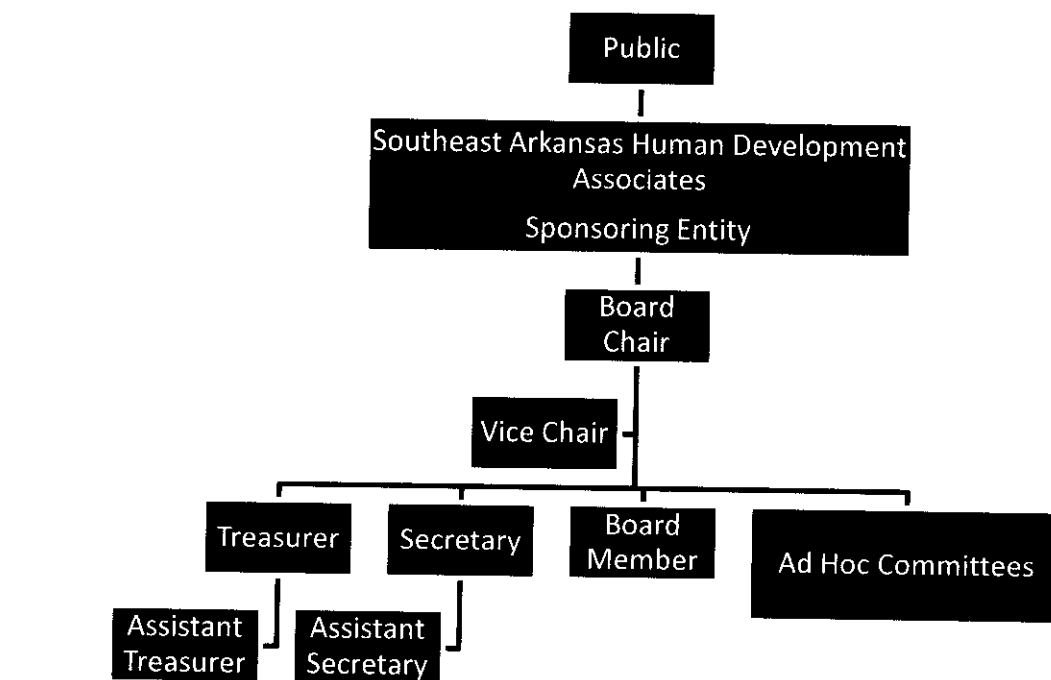 Public
Southeast Arkansas Human Development
Associates
Sponsoring Entity
Board
Chair
Vice Chair
Treasurer
Secretary
Board
Member
Ad Hoc Committees
Assistant
Treasurer
Assistant
Secretary